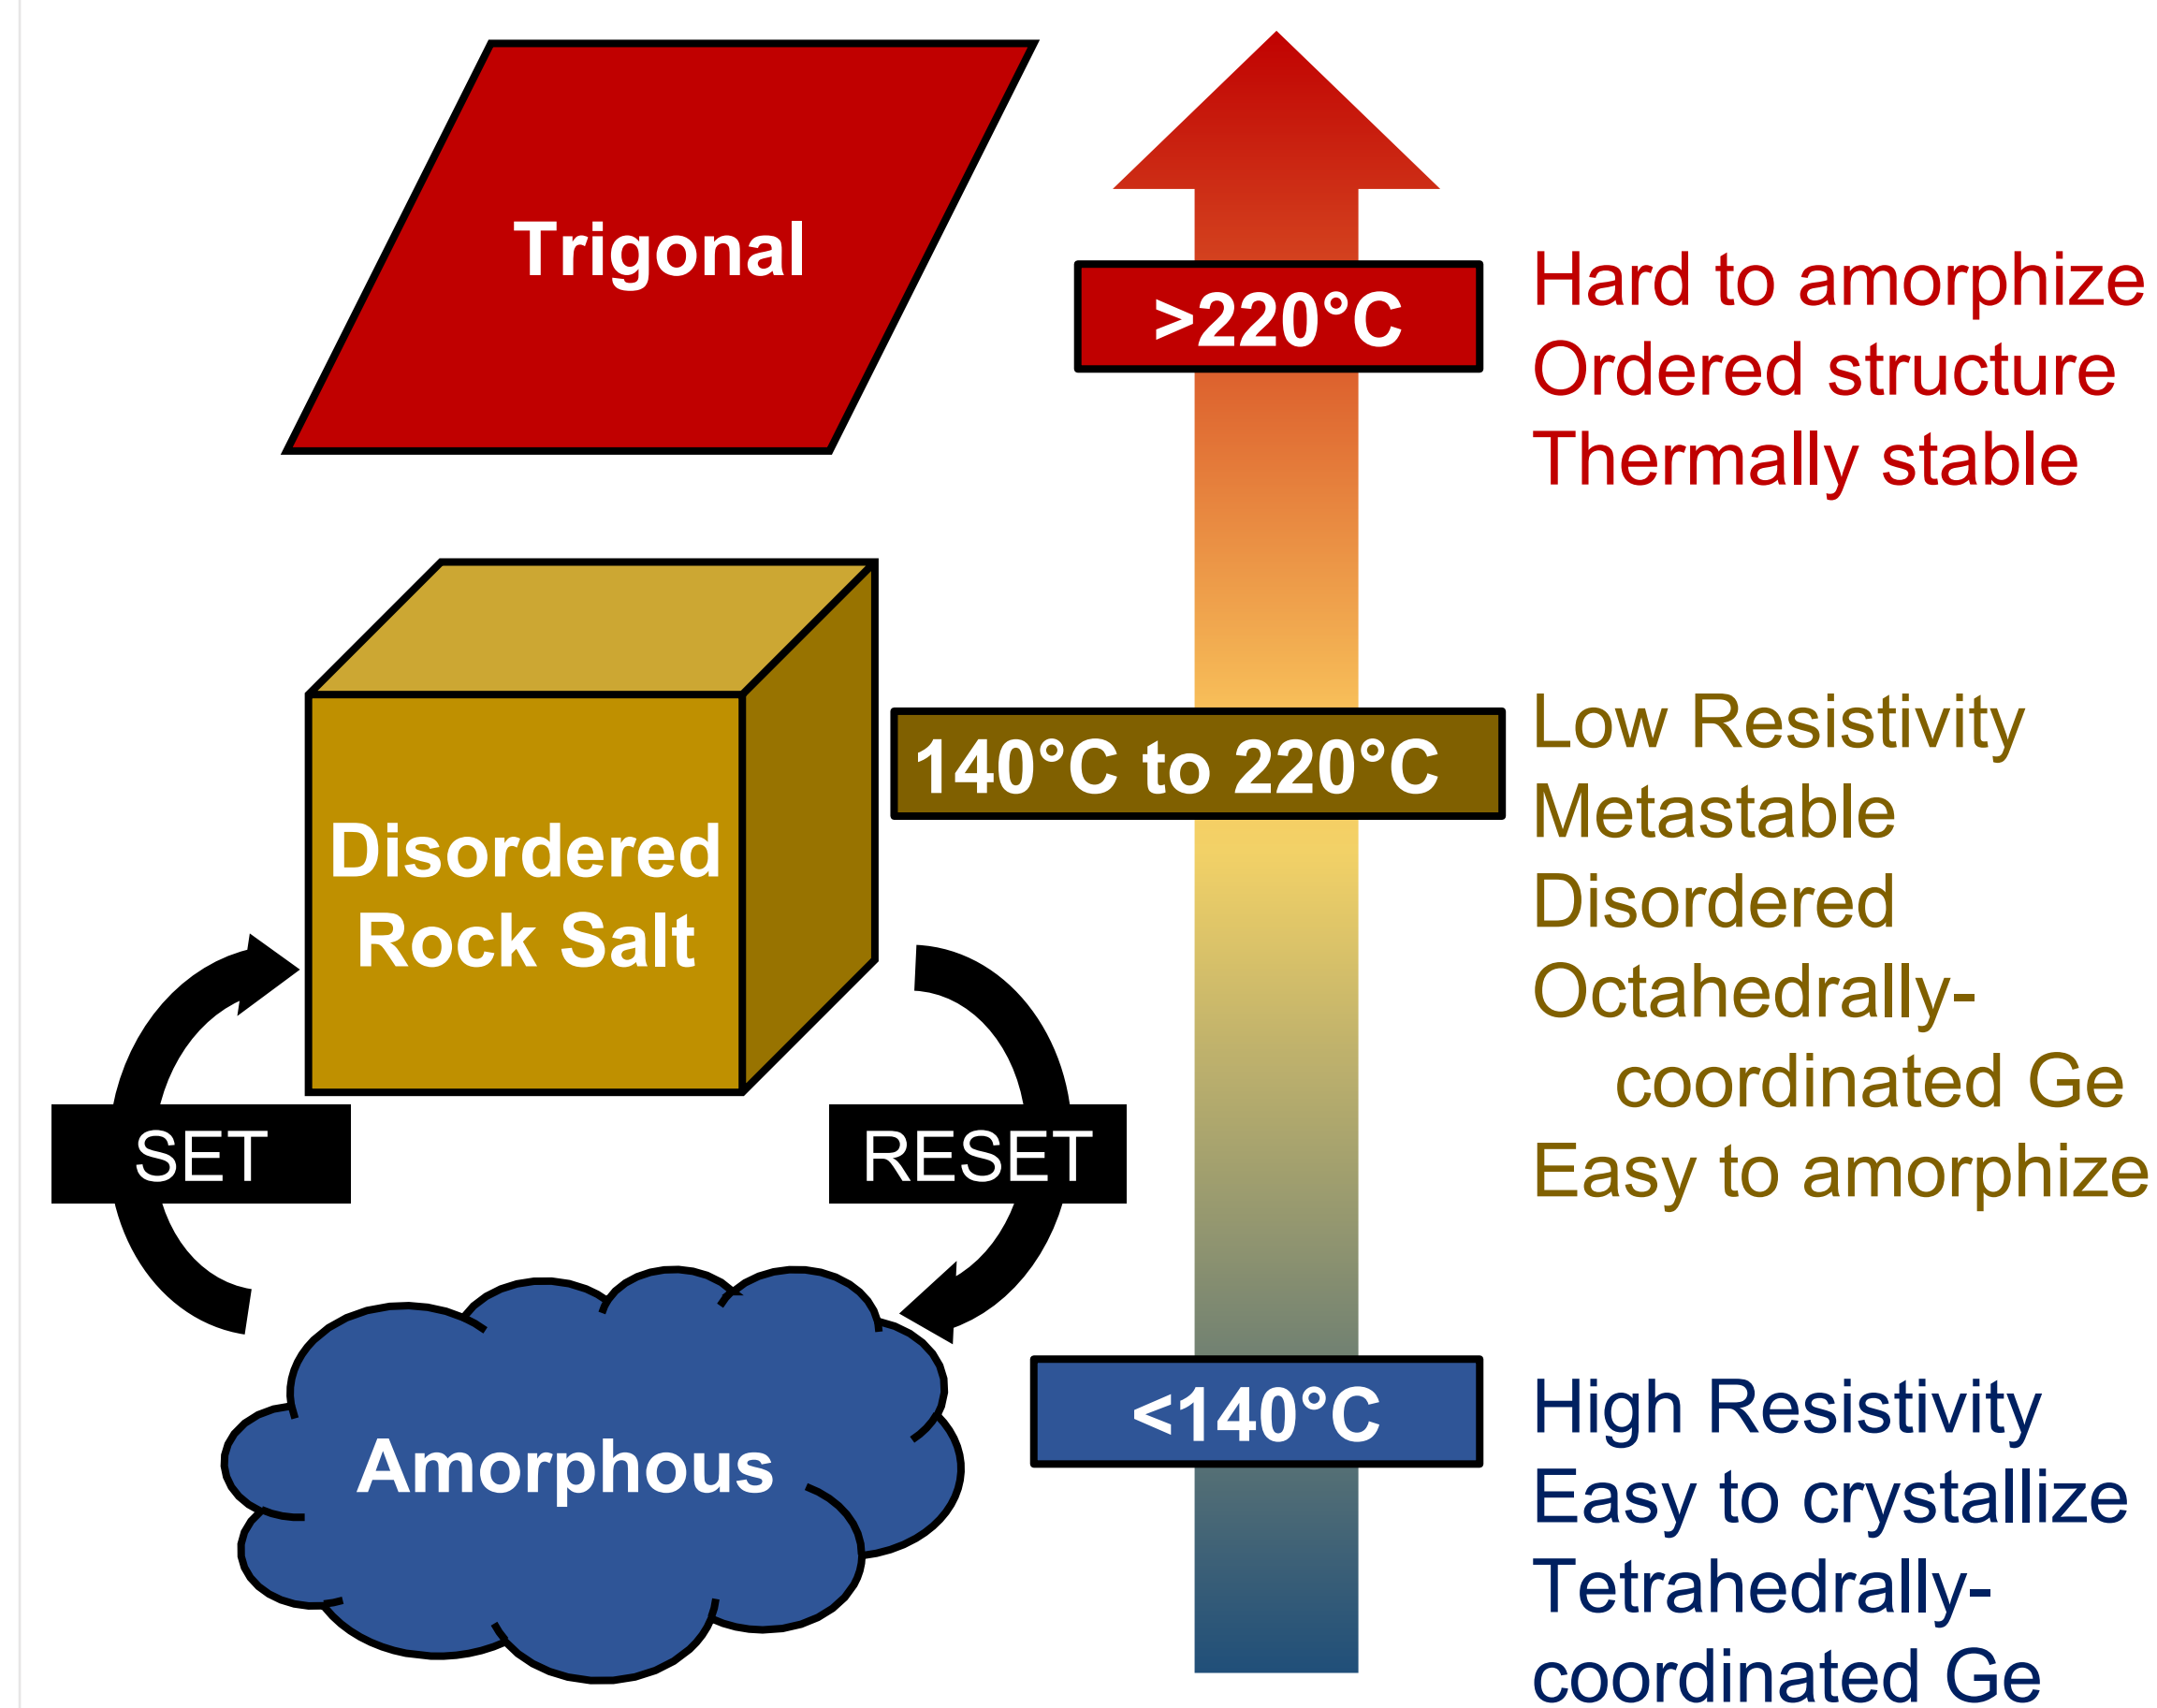 Trigonal
>220°C
Hard to amorphize
Ordered structure
Thermally stable
140°C to 220°C
Low Resistivity
Metastable
Disordered
Octahedrally-
coordinated Ge
Easy to amorphize
Disordered
Rock Salt
SET
RESET
Amorphous
<140°C
High Resistivity
Easy to crystallize
Tetrahedrally-
coordinated Ge